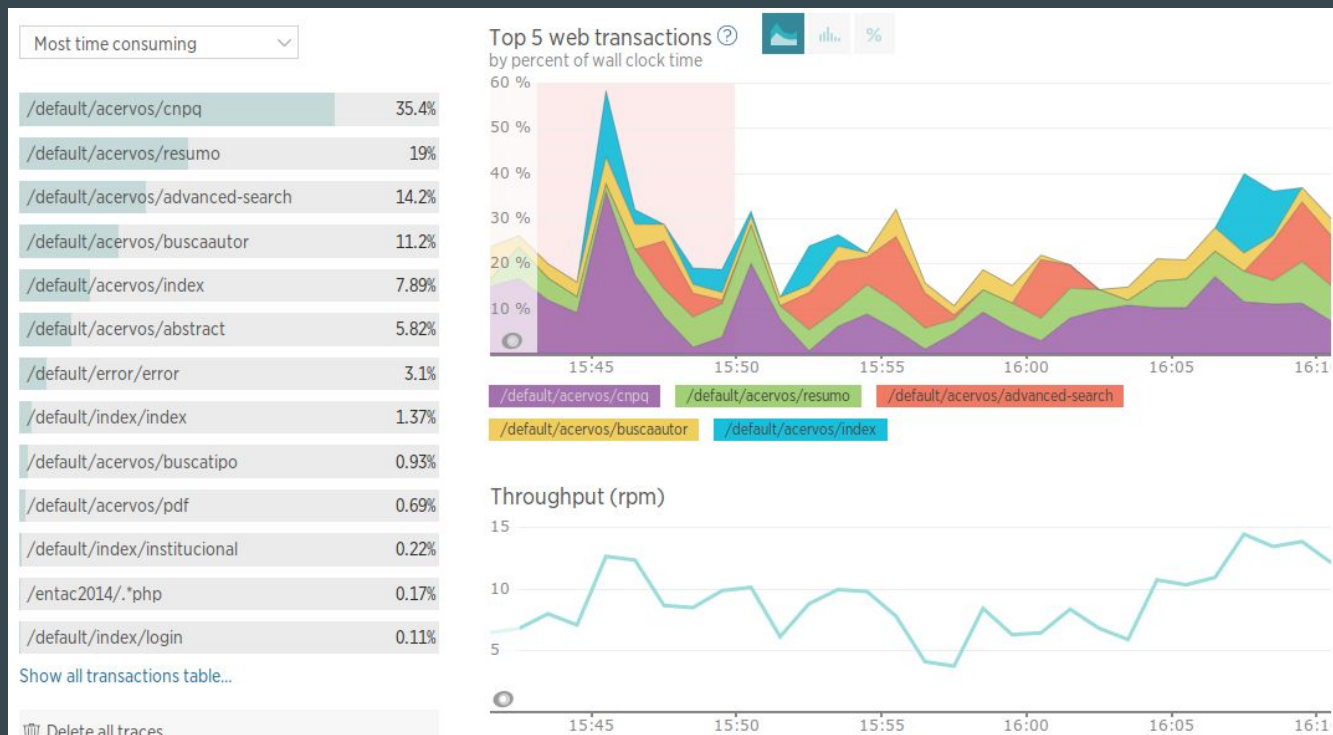 Most time consuming
/default/acervos/cnpq 35.4%
/default/acervos/resumo 19%
/default/acervos/advanced-search 14.2%
/default/acervos/buscaautor 11.2%
/default/acervos/index 7.89%
/default/acervos/abstract 5.82%
/default/error/error 3.1%
/default/index/index 1.37%
/default/acervos/buscatipo 0.93%
/default/acervos/pdf 0.69%
/default/index/institucional 0.22%
/entac2014/.*php 0.17%
/default/index/login 0.11%
Show all transactions table...
Delete all traces
Top 5 web transactions ? %
by percent of wall clock time
60 %
50 %
40 %
30 %
20 %
10 %
15:45 15:50 15:55 16:00 16:05 16:1
/default/acervos/cnpq /default/acervos/resumo /default/acervos/advanced-search
/default/acervos/buscaautor /default/acervos/index
Throughput (rpm)
15
10
5
15:45 15:50 15:55 16:00 16:05 16:1